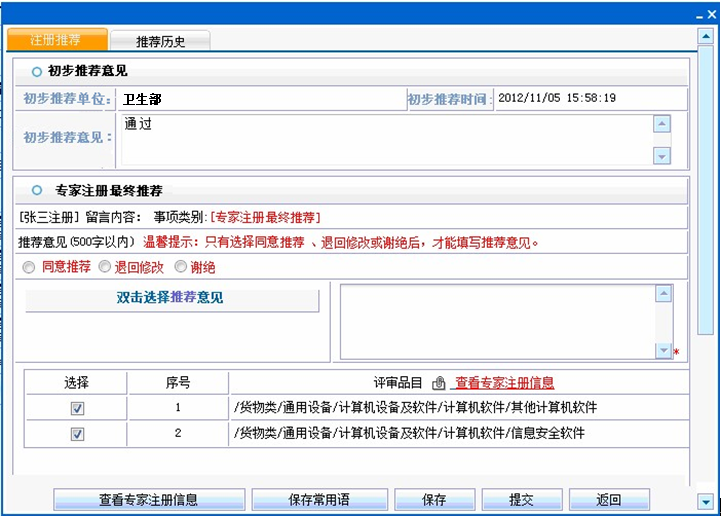 注册推荐 推荐历史
初步推荐意见
初步推荐单位: 卫生部 初步推荐时间: 2012/11/05 15:58:19
初步推荐意见: 通过
专家注册最终推荐
[张三注册] 留言内容: 事项类别:[专家注册最终推荐]
推荐意见(500字以内) 温馨提示: 只有选择同意推荐 、退回修改或谢绝后，才能填写推荐意见。
同意推荐 退回修改 谢绝
双击选择推荐意见
*
选择 序号 评审品目 查看专家注册信息
1 /货物类/通用设备/计算机设备及软件/计算机软件/其他计算机软件
2 /货物类/通用设备/计算机设备及软件/计算机软件/信息安全软件
查看专家注册信息 保存常用语 保存 提交 返回